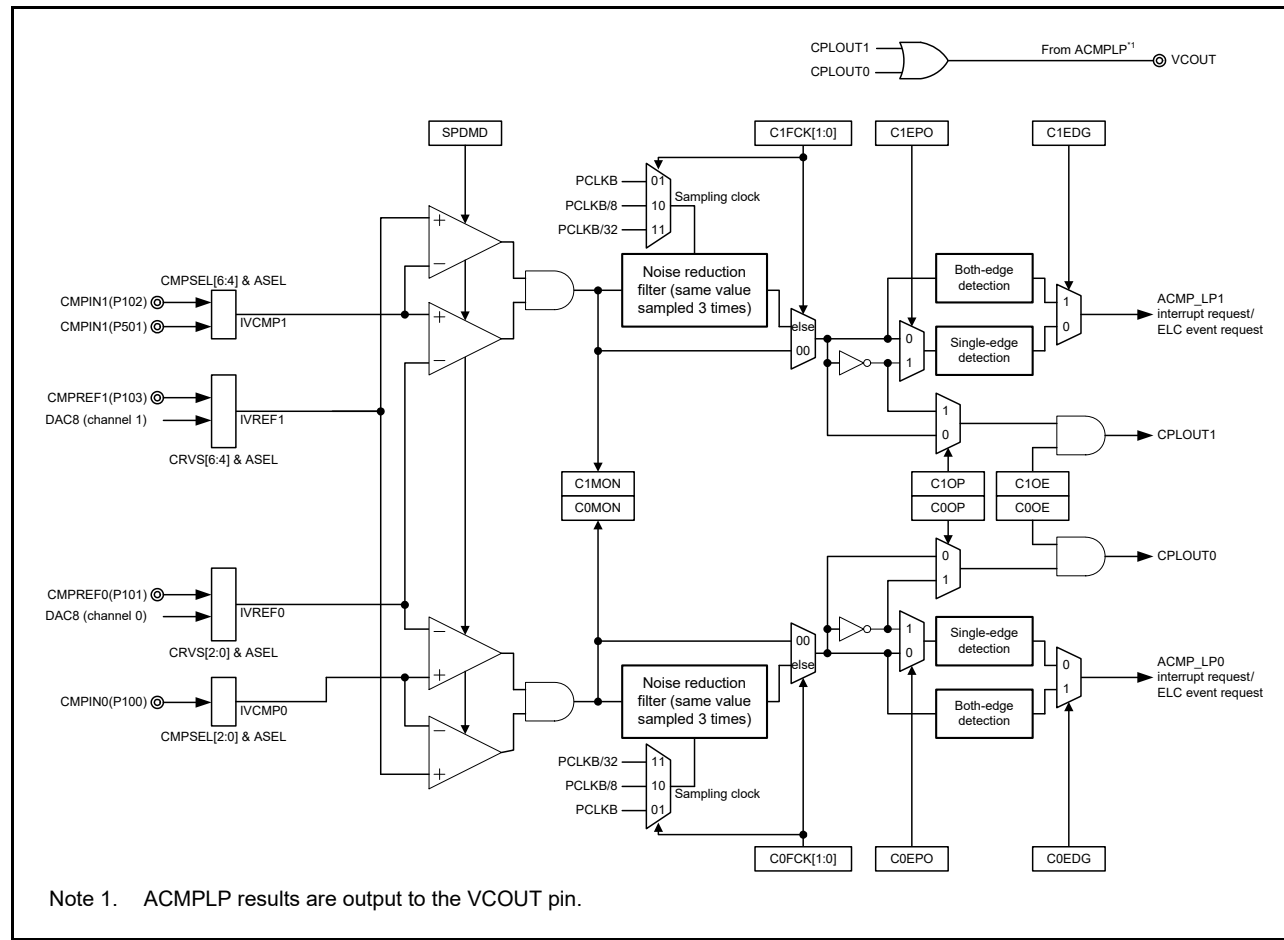 CPLOUT1
CPLOUT0
From ACMPLP*1
VCOUT
SPDMD
C1FCK[1:0]
C1EPO
C1EDG
PCLKB
01
PCLKB/8
10
Sampling clock
PCLKB/32
11
+
−
+
−
CMPSEL[6:4] & ASEL
CMPIN1(P102)
CMPIN1(P501)
IVCMP1
Noise reduction
filter (same value
sampled 3 times)
else
00
0
1
Both-edge
detection
Single-edge
detection
1
0
ACMP_LP1
interrupt request/
ELC event request
CMPREF1(P103)
DAC8 (channel 1)
IVREF1
CRVS[6:4] & ASEL
1
0
CPLOUT1
C1MON
C0MON
C1OP
C0OP
C1OE
C0OE
0
1
CPLOUT0
CMPREF0(P101)
DAC8 (channel 0)
IVREF0
CRVS[2:0] & ASEL
CMPIN0(P100)
IVCMP0
CMPSEL[2:0] & ASEL
−
+
−
+
00
else
Noise reduction
filter (same value
sampled 3 times)
1
0
Single-edge
detection
Both-edge
detection
0
1
ACMP_LP0
interrupt request/
ELC event request
PCLKB/32
11
PCLKB/8
10
Sampling clock
PCLKB
01
C0FCK[1:0]
C0EPO
C0EDG
Note 1. ACMPLP results are output to the VCOUT pin.